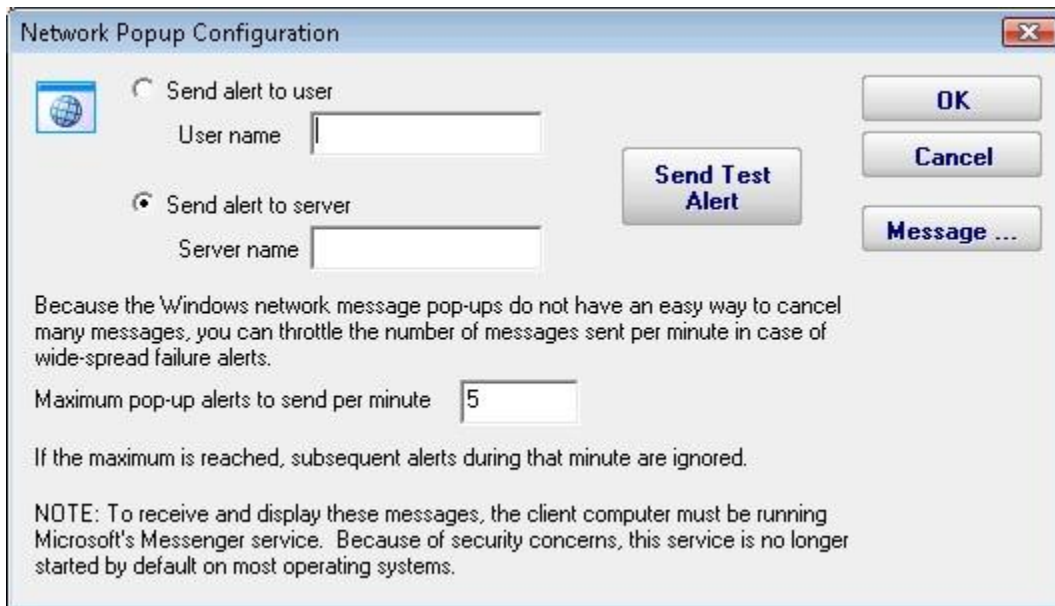 Network Popup Configuration
Send alert to user
User name
OK
Cancel
Send Test
Alert
Send alert to server
Message ...
Server name
Because the Windows network message pop-ups do not have an easy way to cancel
many messages, you can throttle the number of messages sent per minute in case of
wide-spread failure alerts.
Maximum pop-up alerts to send per minute 5
If the maximum is reached, subsequent alerts during that minute are ignored.
NOTE: To receive and display these messages, the client computer must be running
Microsoft's Messenger service. Because of security concerns, this service is no longer
started by default on most operating systems.